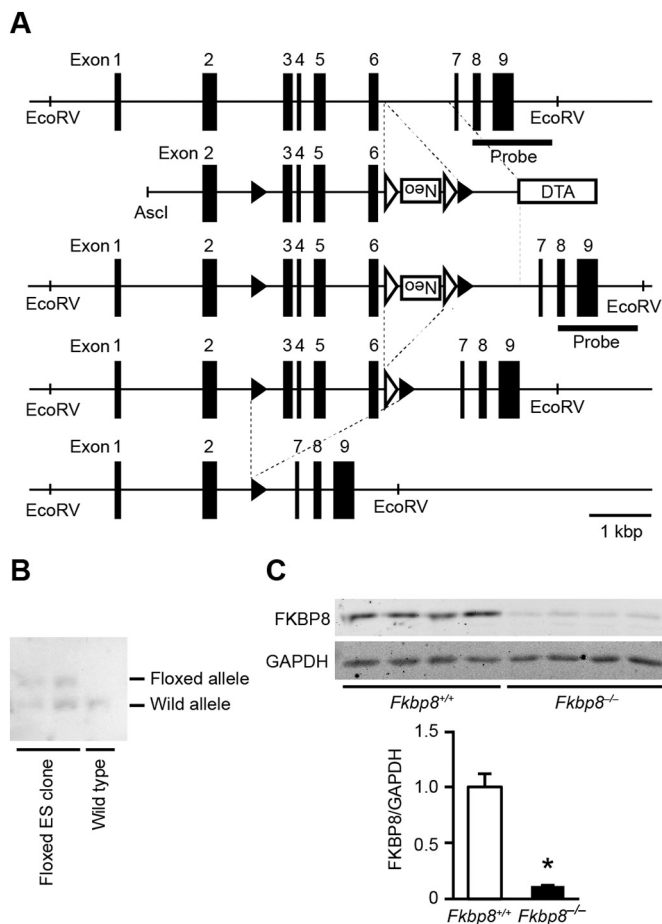 A
Exon 1 2 3 4 5 6 7 8 9
EcoRV EcoRV
Probe
Exon 2 3 4 5 6
Neo DTA
AscI
Exon 1 2 3 4 5 6 7 8 9
Neo
EcoRV EcoRV
Probe
Exon 1 2 3 4 5 6 7 8 9
EcoRV EcoRV
Exon 1 2 7 8 9
EcoRV EcoRV
1 kbp
B
Floxed allele
Wild allele
Floxed ES clone
Wild type
C
FKBP8
GAPDH
Fkbp8+/+ Fkbp8–/–
1.5
1.0
0.5
0
FKBP8/GAPDH
*
Fkbp8+/+ Fkbp8–/–